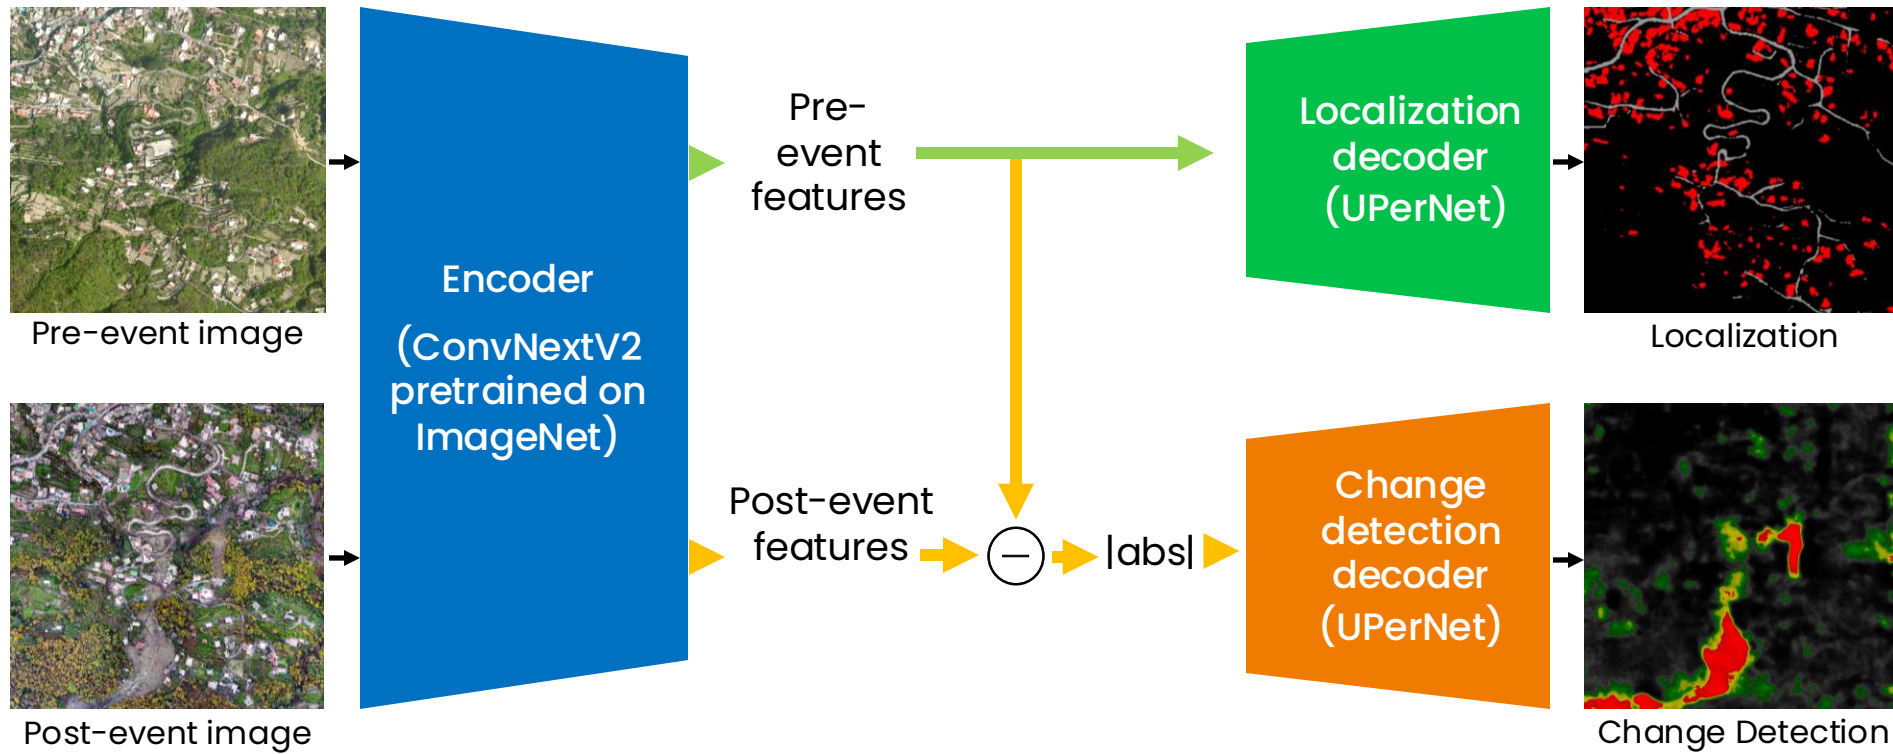 Pre-event image
Post-event image
Encoder
(ConvNextV2
pretrained on
ImageNet)
Pre-
event
features
Post-event
features
−
|abs|
Localization
decoder
(UPerNet)
Change
detection
decoder
(UPerNet)
Localization
Change Detection